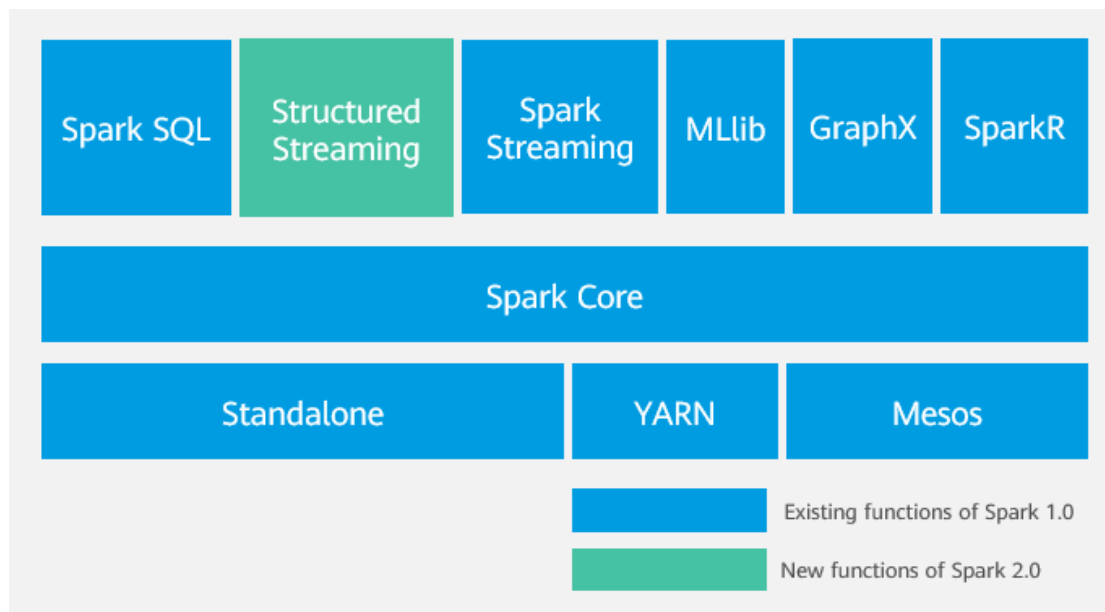 Spark SQL
Structured
Streaming
Spark
Streaming
MLlib
GraphX
SparkR
Spark Core
Standalone
YARN
Mesos
Existing functions of Spark 1.0
New functions of Spark 2.0